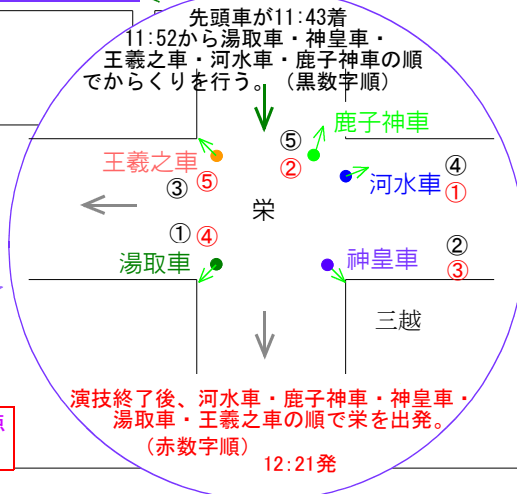 先頭車が11:43着
11:52から湯取車・神皇車・
王羲之車・河水車・鹿子神車の順
でからくりを行う。（黒数字順）
⑤
鹿子神車
王羲之車
②
④
③
⑤
河水車
①
栄
①
④
②
湯取車
神皇車
③
三越
演技終了後、河水車・鹿子神車・神皇車・
湯取車・王羲之車の順で栄を出発。
（赤数字順）
12:21発